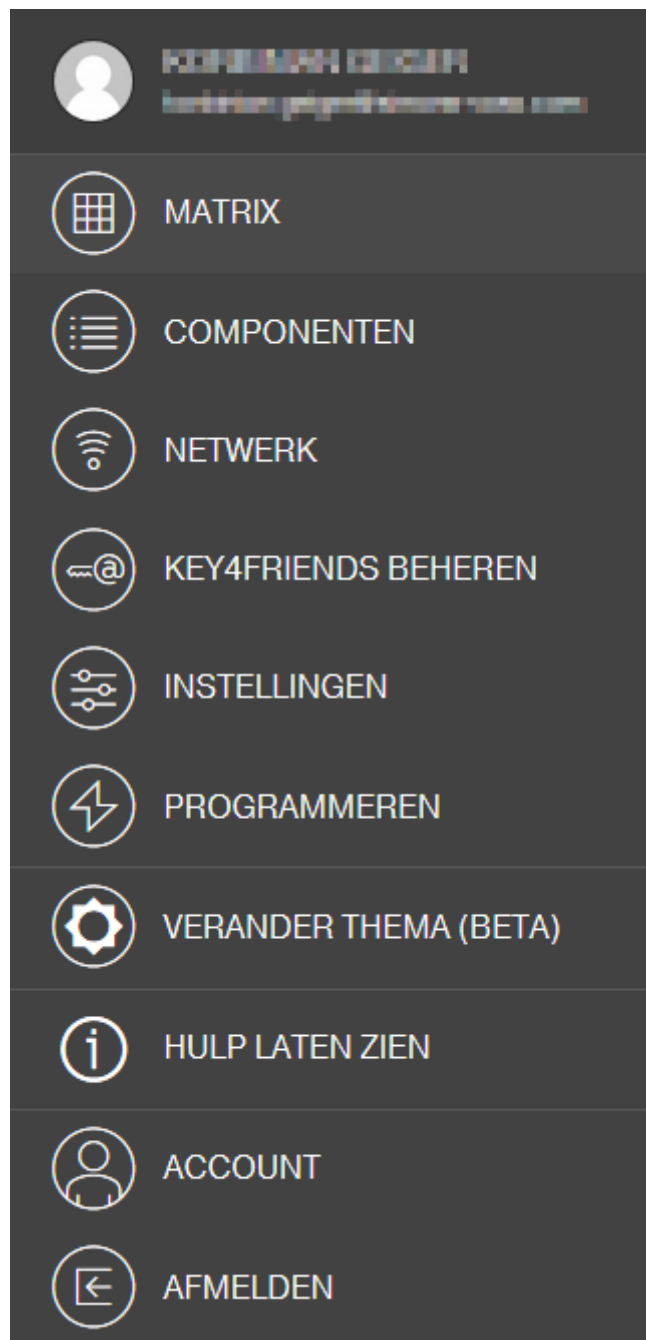 MATRIX
COMPONENTEN
NETWERK
KEY4FRIENDS BEHEREN
INSTELLINGEN
PROGRAMMEREN
VERANDER THEMA (BETA)
HULP LATEN ZIEN
ACCOUNT
AFMELDEN